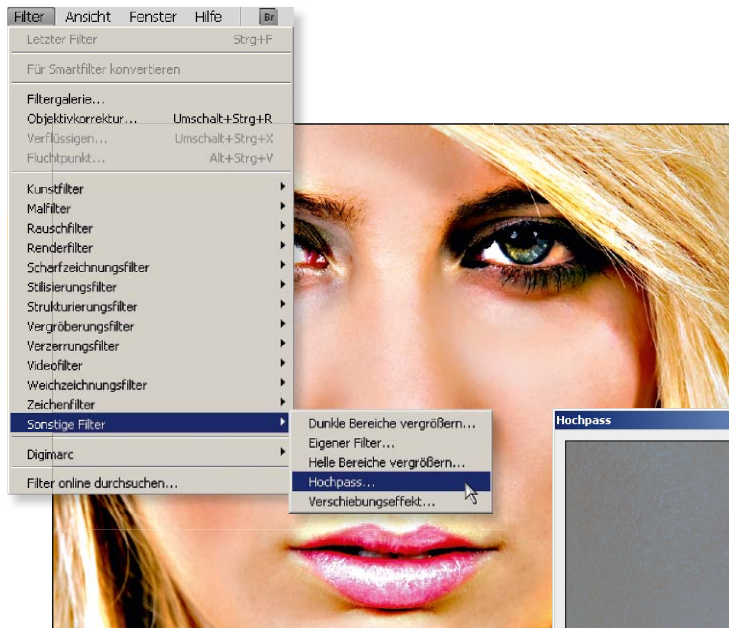 Filter Ansicht Fenster Hilfe Br
Letzter Filter Strg+F
Für Smartfilter konvertieren
Filtergalerie...
Objektivkorrektur... Umschalt+Strg+R
Verflüssigen... Umschalt+Strg+X
Fluchtpunkt... Alt+Strg+V
Kunstfilter
Malfilter
Rauschfilter
Renderfilter
Scharfzeichnungsfilter
Stilisierungsfilter
Strukturierungsfilter
Vergröberungsfilter
Verzerrungsfilter
Videofilter
Weichzeichnungsfilter
Zeichenfilter
Sonstige Filter
Digimarc
Filter online durchsuchen...
Dunkle Bereiche vergrößern...
Eigener Filter...
Helle Bereiche vergrößern...
Hochpass...
Verschiebungseffekt...
Hochpass